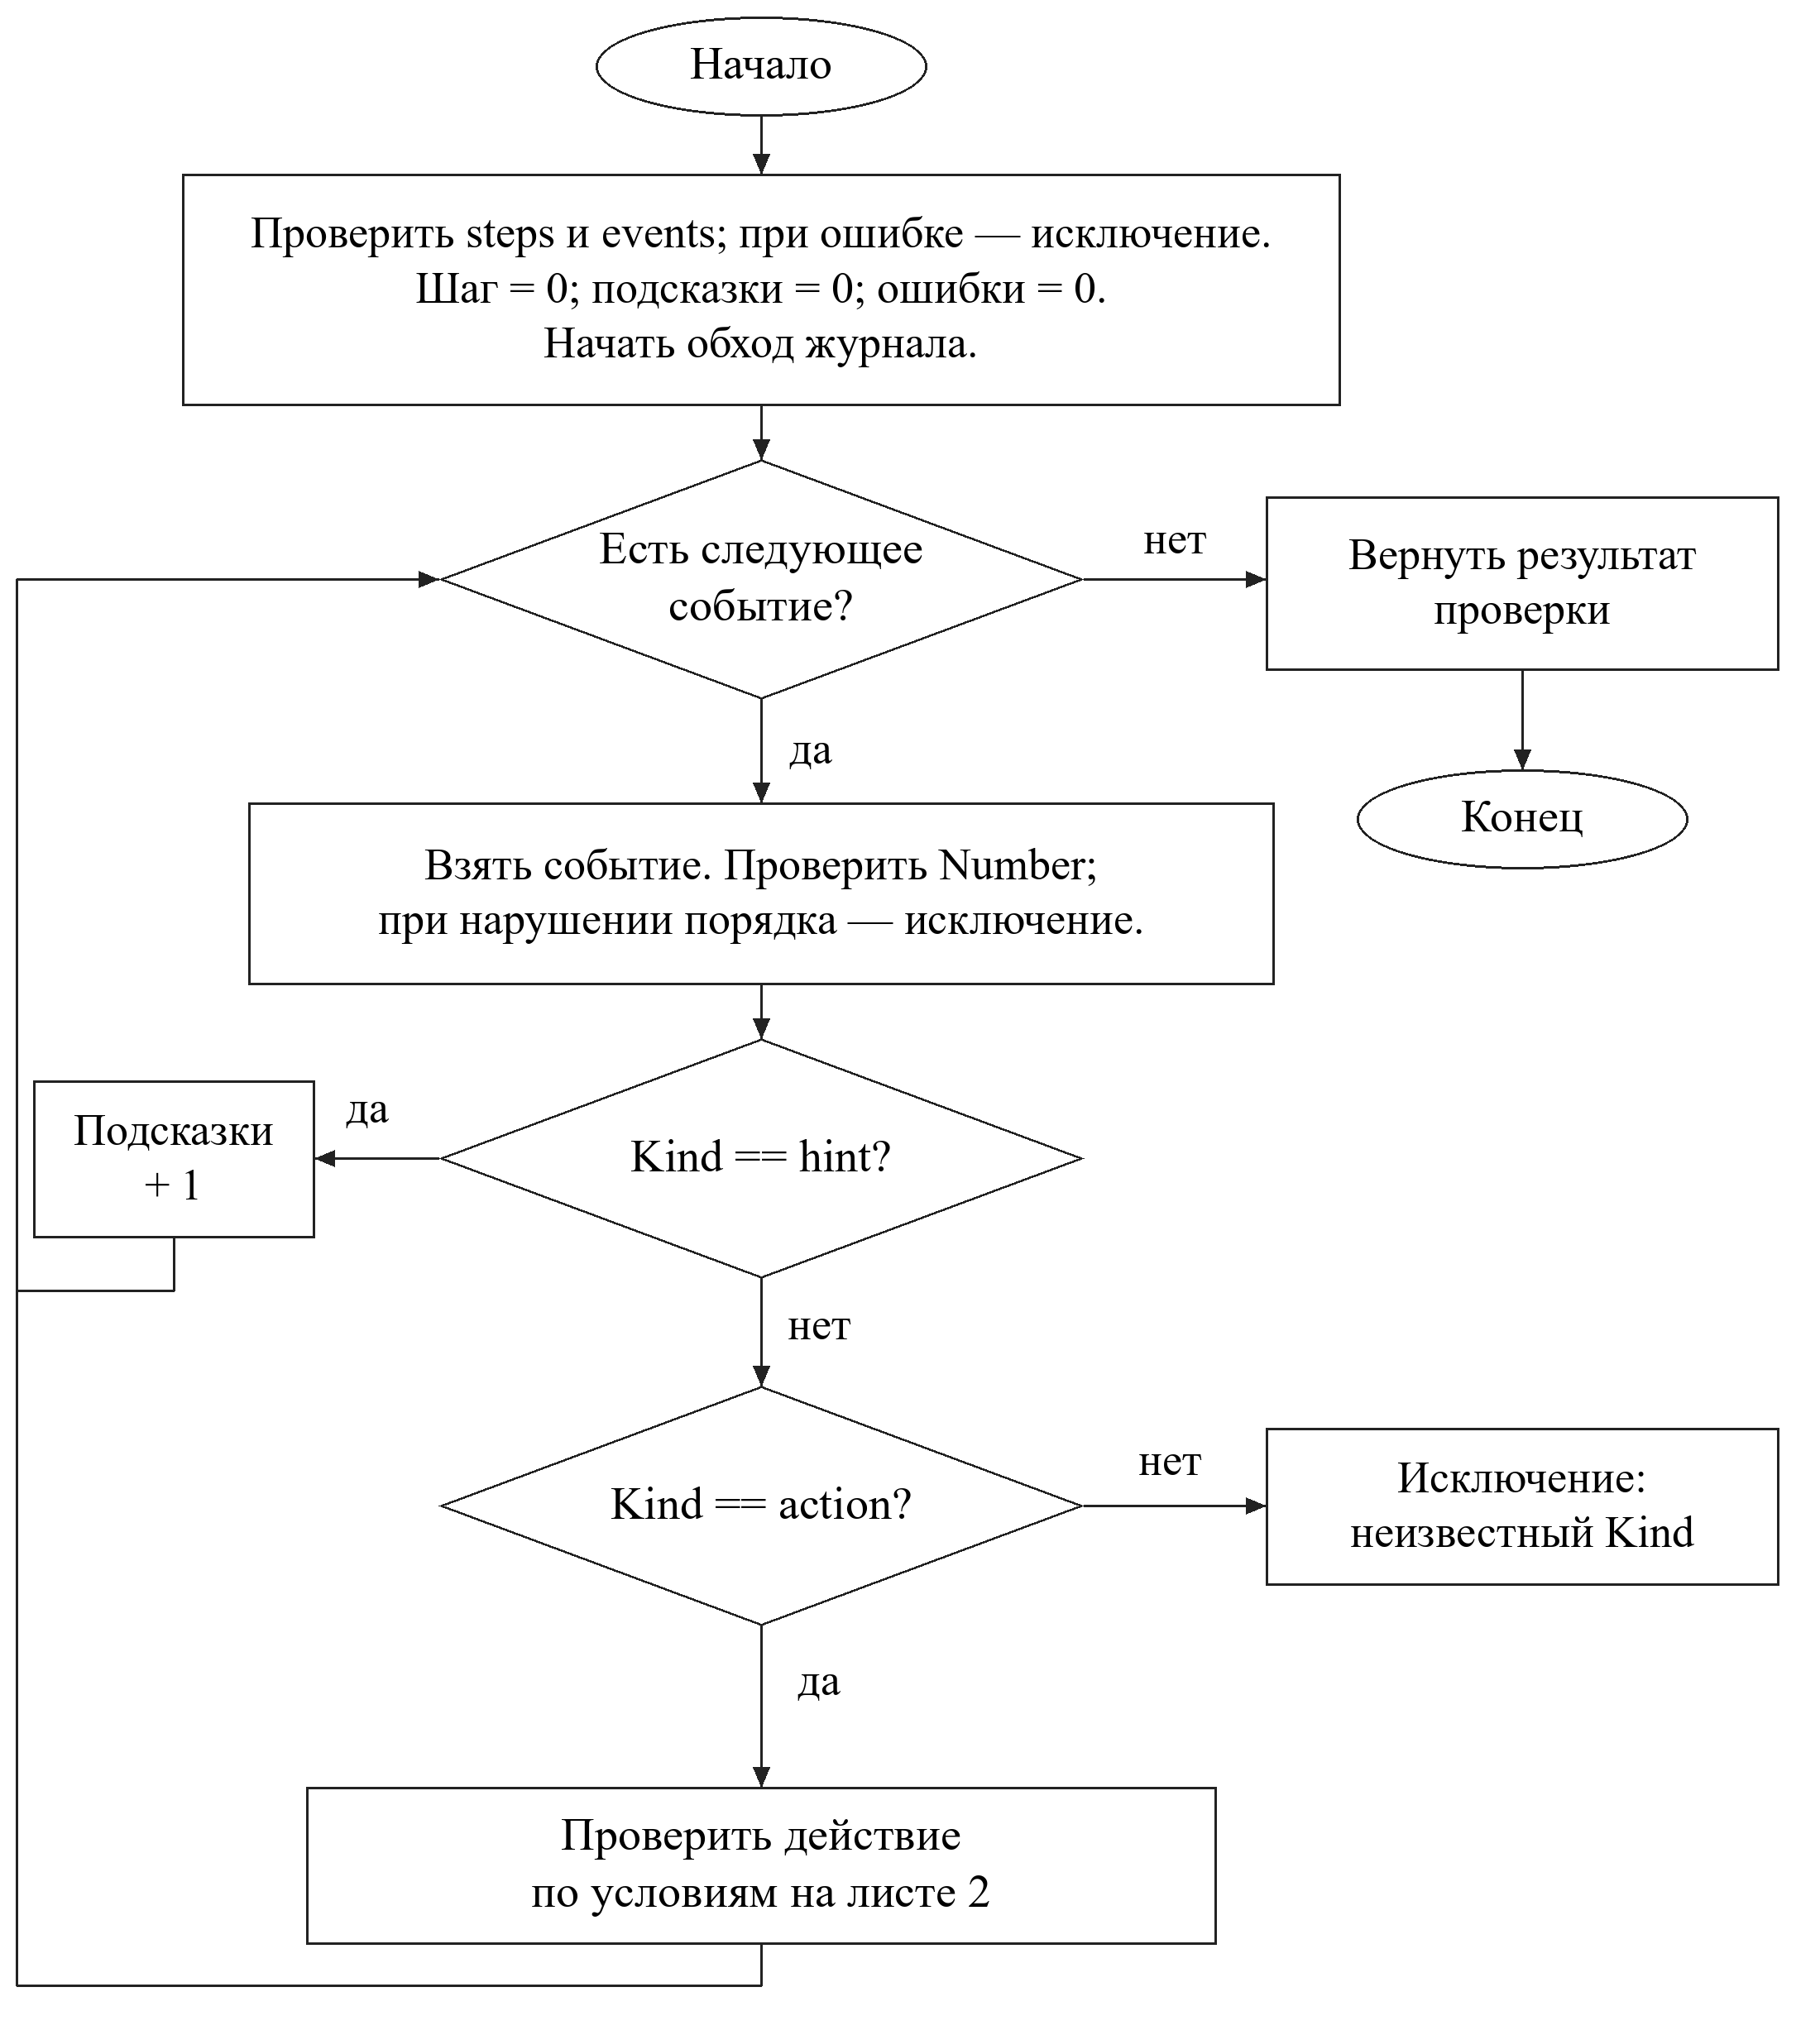 Начало
Проверить steps и events; при ошибке — исключение.
Шаг = 0; подсказки = 0; ошибки = 0.
Начать обход журнала.
Есть следующее
событие?
нет
Вернуть результат
проверки
Конец
да
Взять событие. Проверить Number;
при нарушении порядка — исключение.
Kind == hint?
да
Подсказки
+ 1
нет
Kind == action?
нет
Исключение:
неизвестный Kind
да
Проверить действие
по условиям на листе 2